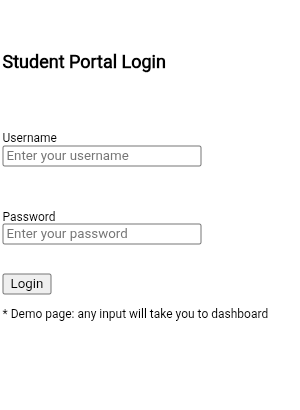 Student Portal Login
Username
Enter your username
Password
Enter your password
Login
* Demo page: any input will take you to dashboard